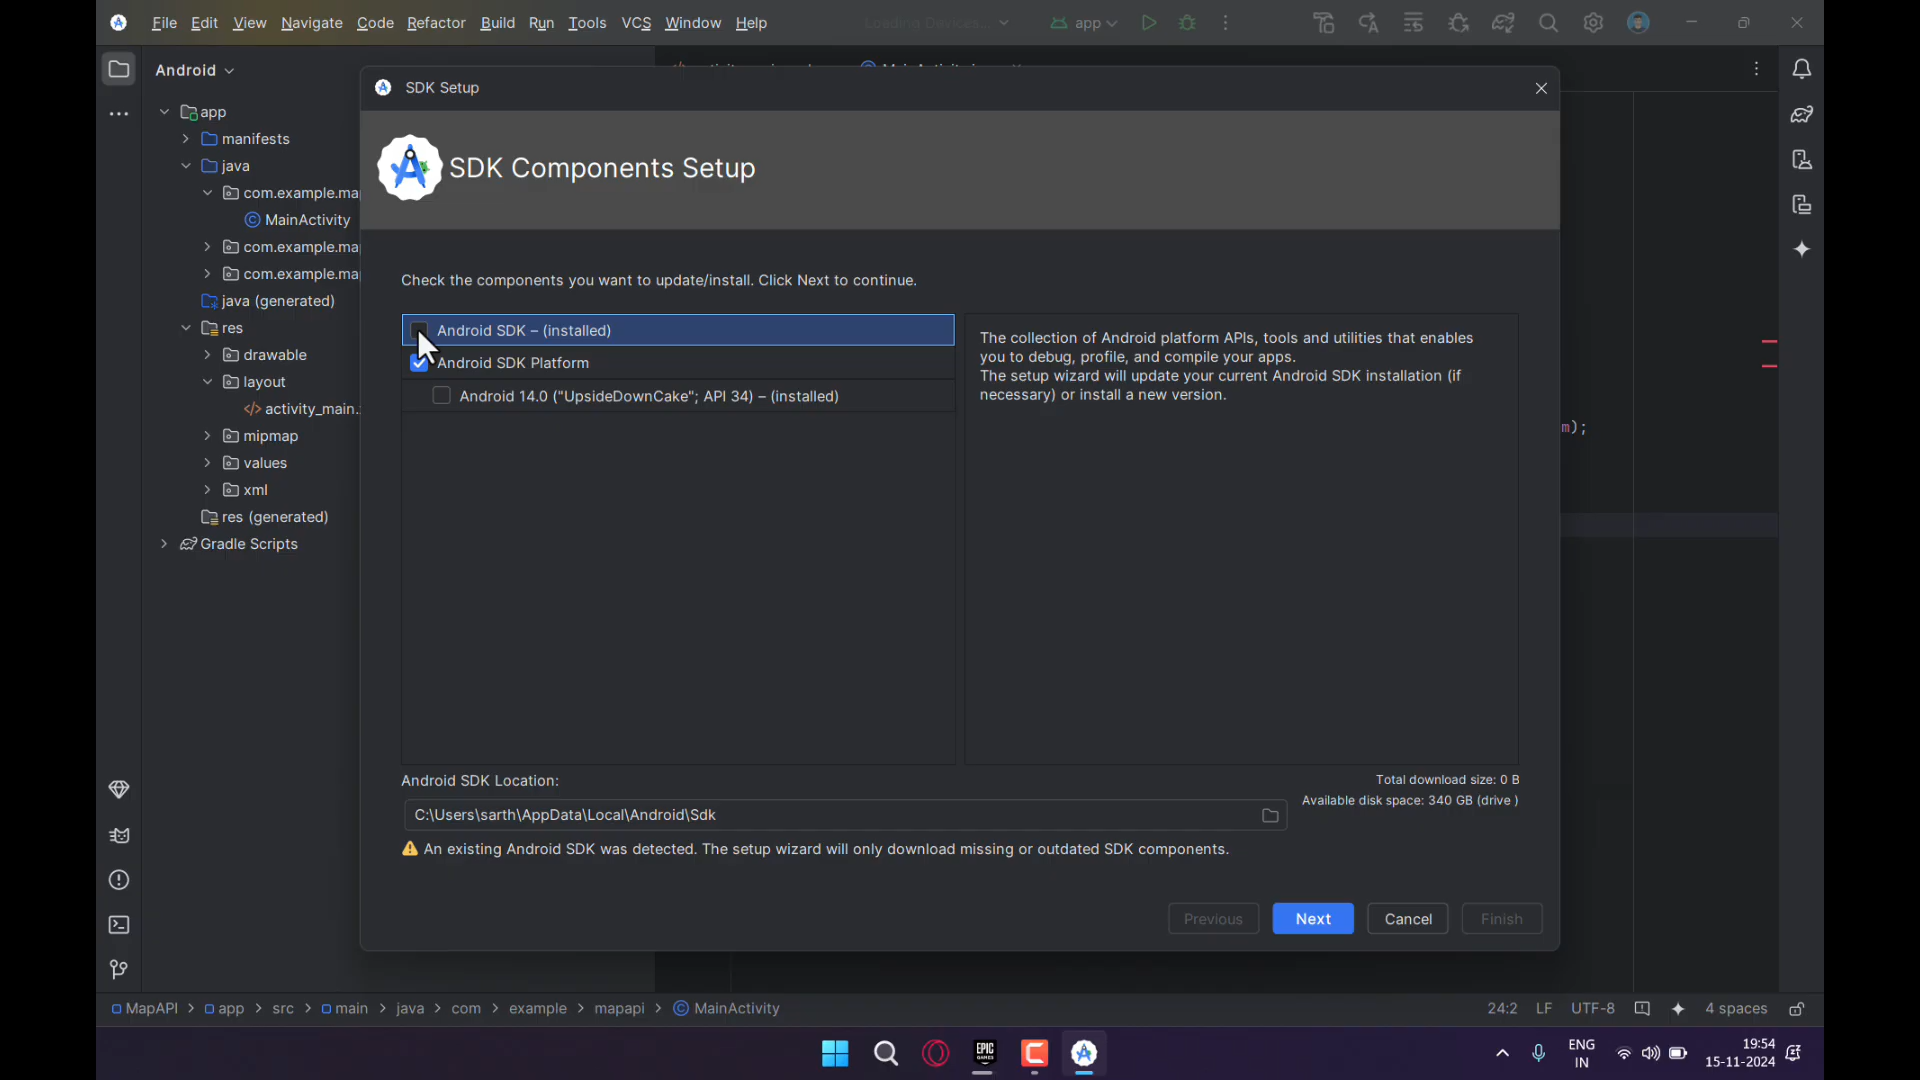 File Edit View Navigate Code Refactor Build Run Tools VCS Window Help
Loading Devices...
app
Android
SDK Setup
app
manifests
java
com.example.ma
MainActivity
com.example.ma
com.example.ma
java (generated)
res
drawable
layout
activity_main.
mipmap
values
xml
res (generated)
Gradle Scripts
SDK Components Setup
Check the components you want to update/install. Click Next to continue.
Android SDK – (installed)
Android SDK Platform
Android 14.0 ("UpsideDownCake"; API 34) – (installed)
The collection of Android platform APIs, tools and utilities that enables
you to debug, profile, and compile your apps.
The setup wizard will update your current Android SDK installation (if
necessary) or install a new version.
m);
Android SDK Location:
Total download size: 0 B
Available disk space: 340 GB (drive )
C:\Users\sarth\AppData\Local\Android\Sdk
An existing Android SDK was detected. The setup wizard will only download missing or outdated SDK components.
Previous Next Cancel Finish
MapAPI > app > src > main > java > com > example > mapapi > MainActivity
24:2 LF UTF-8 4 spaces
EPIC GAMES
ENG
IN
19:54
15-11-2024